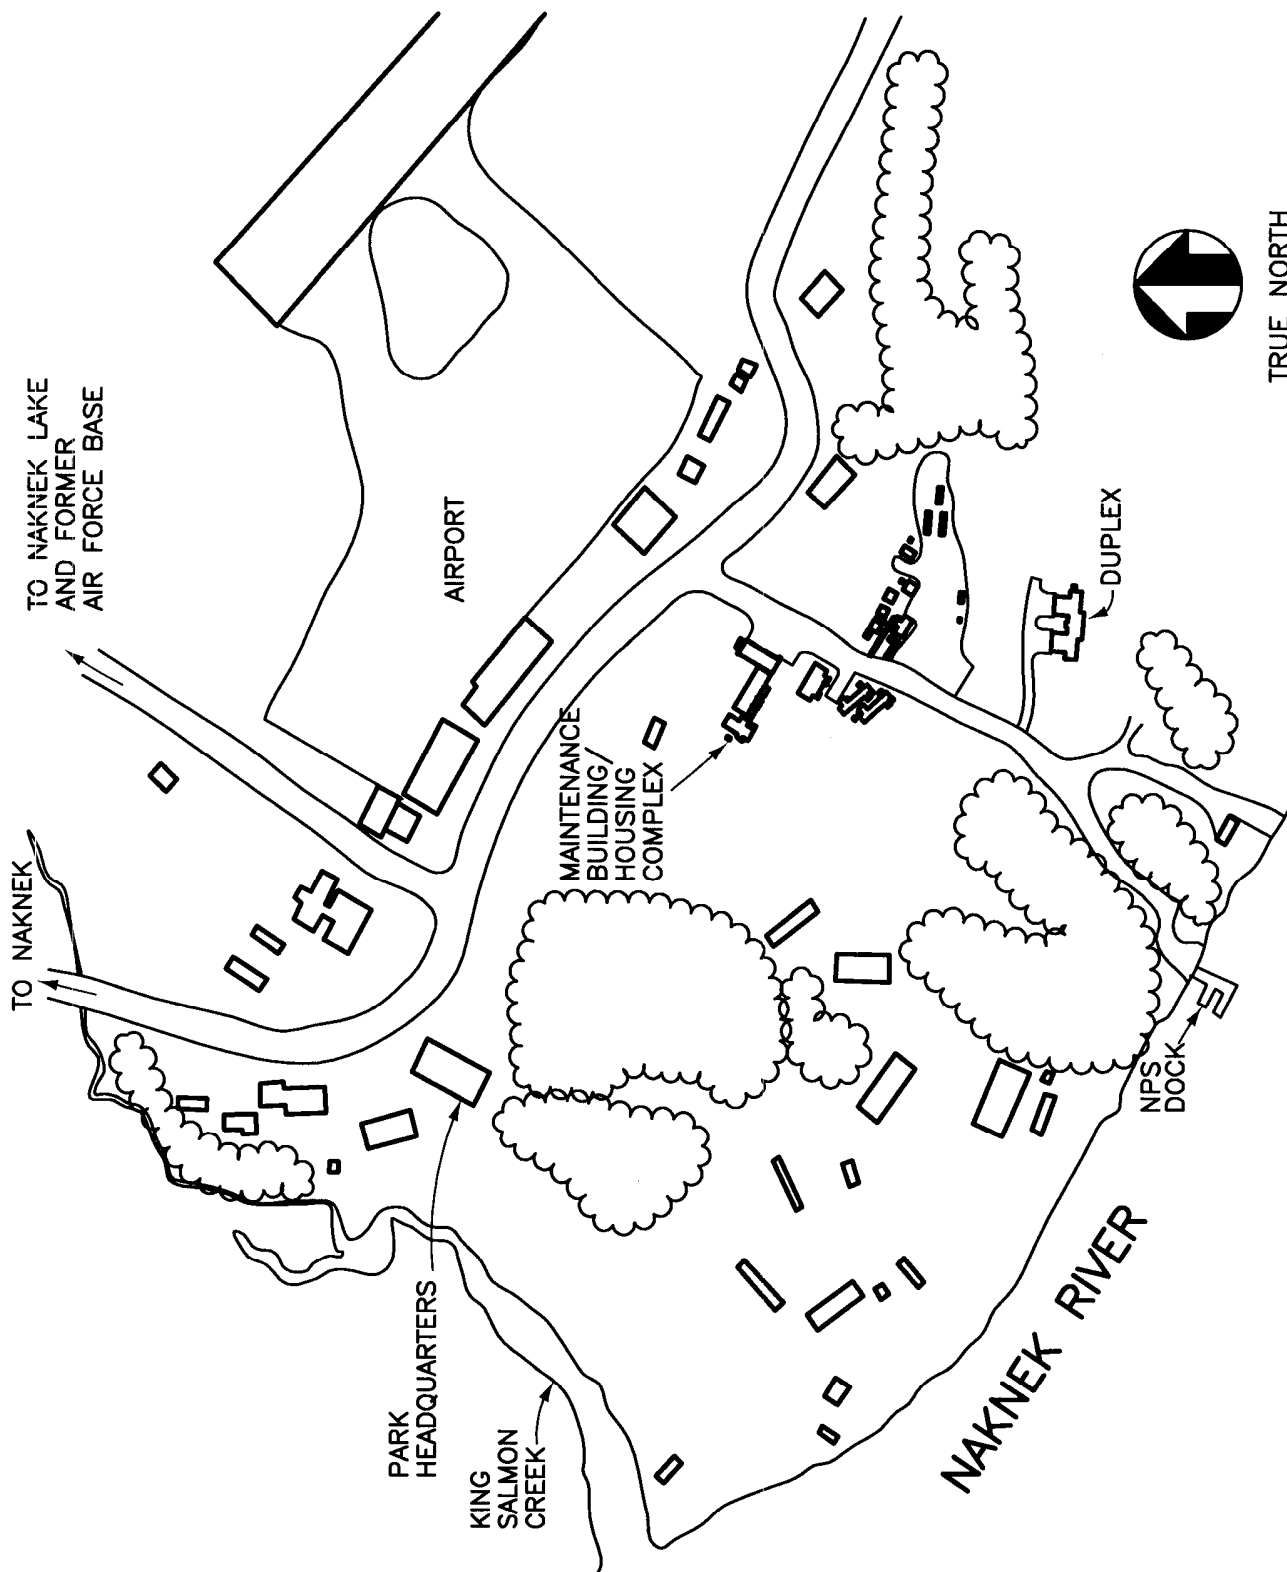 TO NAKNEK LAKE
AND FORMER
AIR FORCE BASE
TO NAKNEK
AIRPORT
MAINTENANCE
BUILDING/
HOUSING
COMPLEX
DUPLEX
TRUE NORTH
PARK
HEADQUARTERS
KING
SALMON
CREEK
NPS
DOCK
NAKNEK RIVER